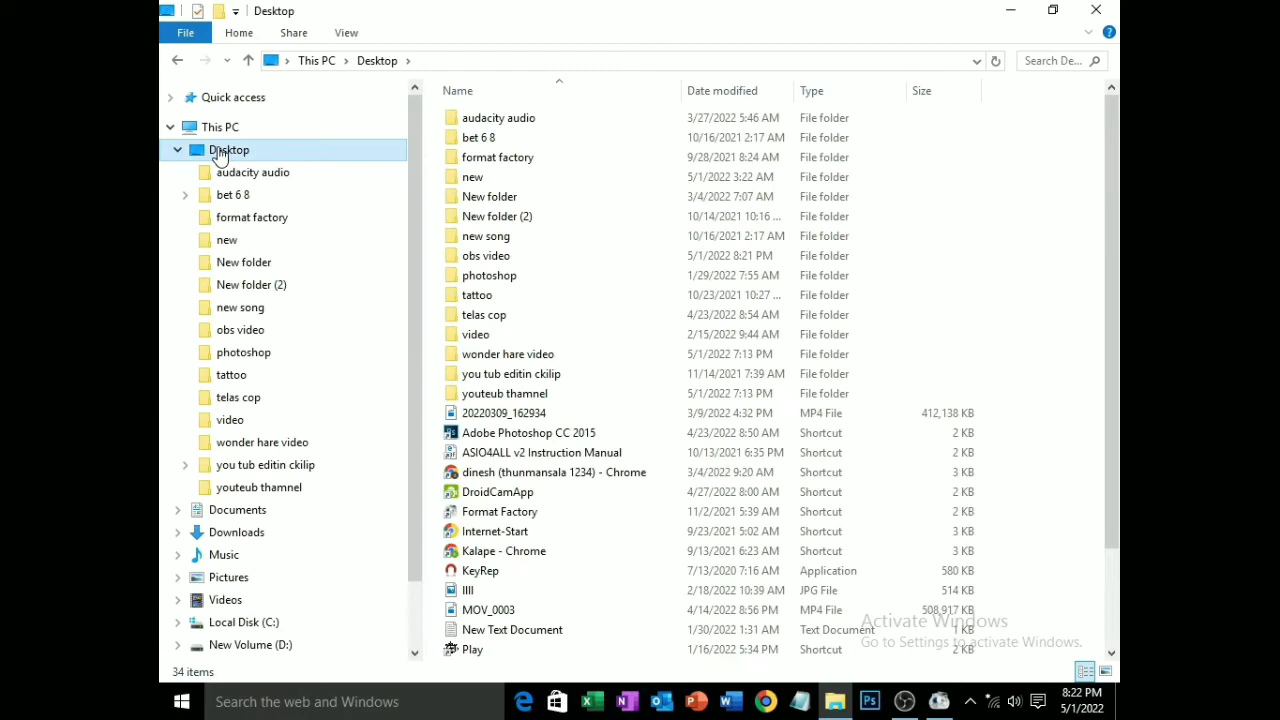 Desktop
File Home Share View
This PC Desktop Search De...
Quick access
This PC
Desktop
audacity audio
bet 6 8
format factory
new
New folder
New folder (2)
new song
obs video
photoshop
tattoo
telas cop
video
wonder hare video
you tub editin ckilip
youteub thamnel
Documents
Downloads
Music
Pictures
Videos
Local Disk (C:)
New Volume (D:)
Name Date modified Type Size
audacity audio 3/27/2022 5:46 AM File folder
bet 6 8 10/16/2021 2:17 AM File folder
format factory 9/28/2021 8:24 AM File folder
new 5/1/2022 3:22 AM File folder
New folder 3/4/2022 7:07 AM File folder
New folder (2) 10/14/2021 10:16 ... File folder
new song 10/16/2021 2:17 AM File folder
obs video 5/1/2022 8:21 PM File folder
photoshop 1/29/2022 7:55 AM File folder
tattoo 10/23/2021 10:27 ... File folder
telas cop 4/23/2022 8:54 AM File folder
video 2/15/2022 9:44 AM File folder
wonder hare video 5/1/2022 7:13 PM File folder
you tub editin ckilip 11/14/2021 7:39 AM File folder
youteub thamnel 5/1/2022 7:13 PM File folder
20220309_162934 3/9/2022 4:32 PM MP4 File 412,138 KB
Adobe Photoshop CC 2015 4/23/2022 8:50 AM Shortcut 2 KB
ASIO4ALL v2 Instruction Manual 10/13/2021 6:35 PM Shortcut 2 KB
dinesh (thunmansala 1234) - Chrome 3/4/2022 9:20 AM Shortcut 3 KB
DroidCamApp 4/27/2022 8:00 AM Shortcut 2 KB
Format Factory 11/2/2021 5:39 AM Shortcut 2 KB
Internet-Start 9/23/2021 5:02 AM Shortcut 3 KB
Kalape - Chrome 9/13/2021 6:23 AM Shortcut 3 KB
KeyRep 7/13/2020 7:16 AM Application 580 KB
llll 2/18/2022 10:39 AM JPG File 514 KB
MOV_0003 4/14/2022 8:56 PM MP4 File 508,917 KB
New Text Document 1/30/2022 1:31 AM Text Document 1 KB
Play 1/16/2022 5:34 PM Shortcut 2 KB
Activate Windows
Go to Settings to activate Windows.
34 items
Search the web and Windows
8:22 PM
5/1/2022